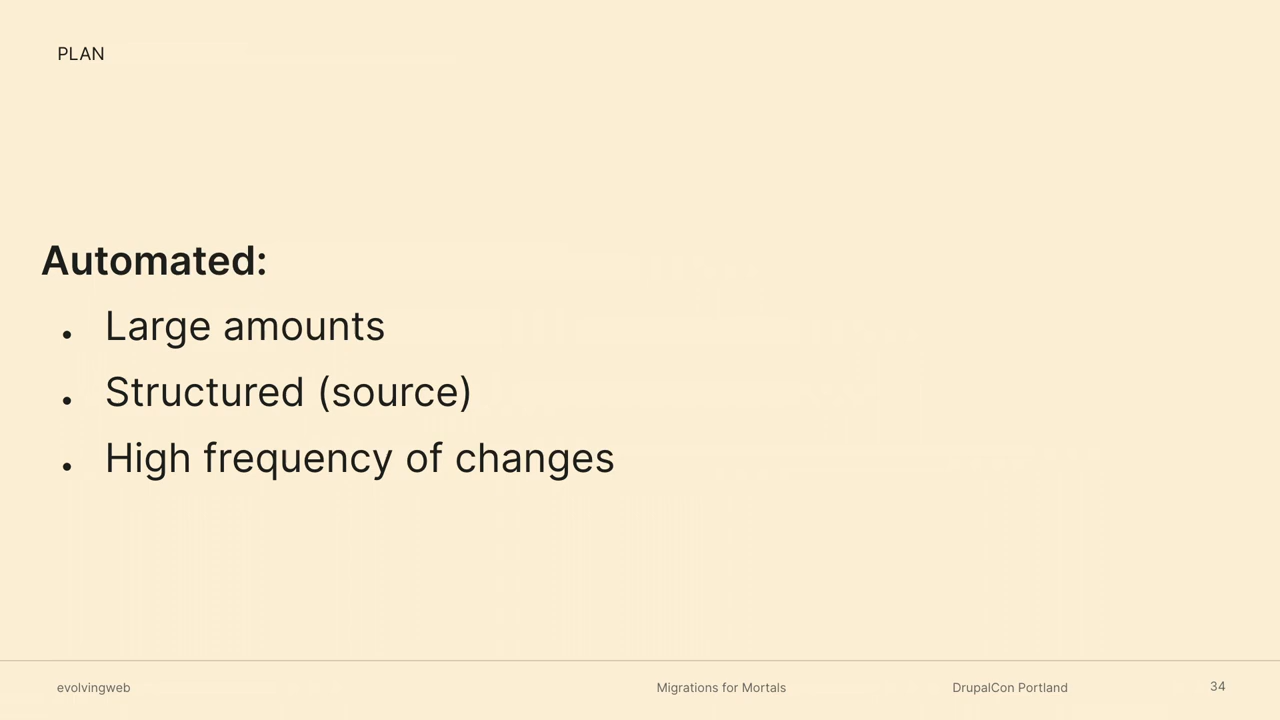 PLAN
Automated:
• Large amounts
• Structured (source)
• High frequency of changes
evolvingweb
Migrations for Mortals
DrupalCon Portland
34